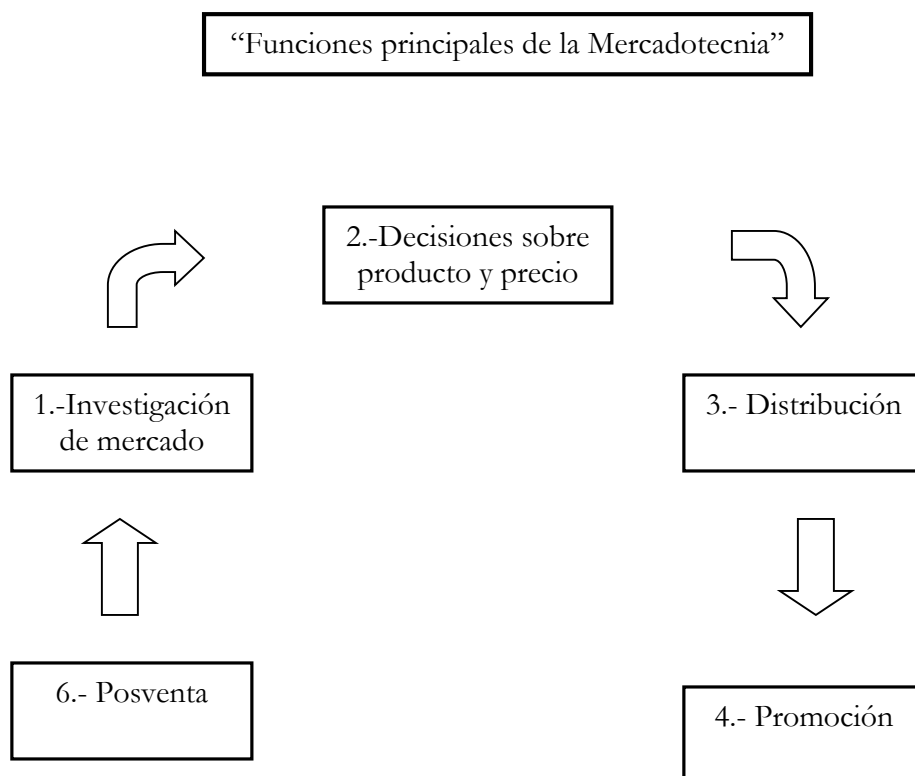 “Funciones principales de la Mercadotecnia”
2.-Decisiones sobre
producto y precio
1.-Investigación
de mercado
3.- Distribución
6.- Posventa
4.- Promoción